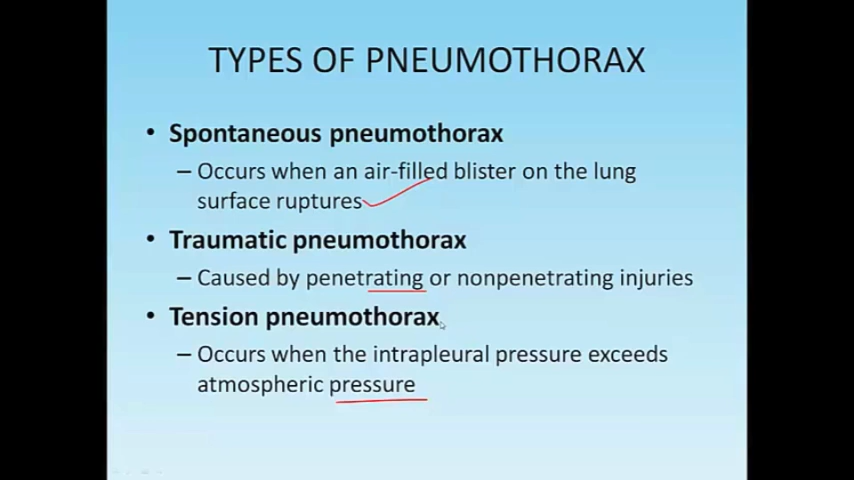 TYPES OF PNEUMOTHORAX
• Spontaneous pneumothorax
– Occurs when an air-filled blister on the lung
surface ruptures
• Traumatic pneumothorax
– Caused by penetrating or nonpenetrating injuries
• Tension pneumothorax
– Occurs when the intrapleural pressure exceeds
atmospheric pressure